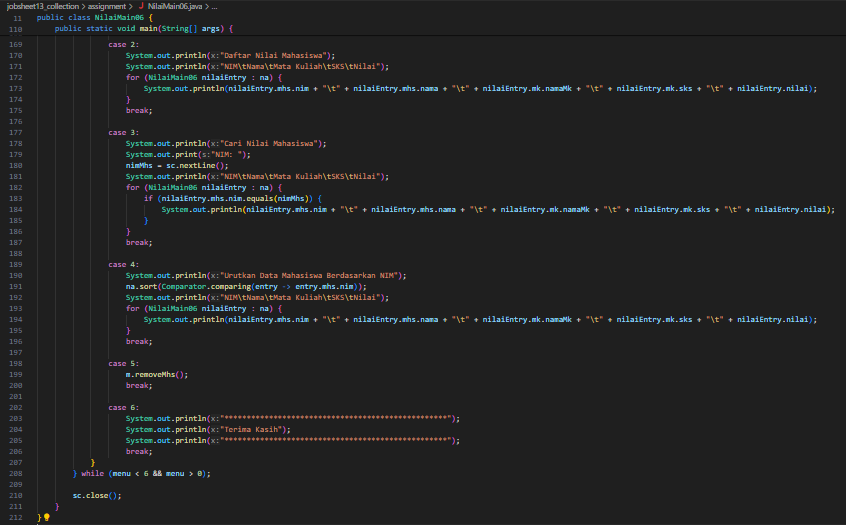 jobsheet13_collection > assignment > J NilaiMain06.java > ...
11 public class NilaiMain06 {
110 public static void main(String[] args) {
169 case 2:
170 System.out.println(x:"Daftar Nilai Mahasiswa");
171 System.out.println(x:"NIM\tNama\tMata Kuliah\tSKS\tNilai");
172 for (NilaiMain06 nilaiEntry : na) {
173 System.out.println(nilaiEntry.mhs.nim + "\t" + nilaiEntry.mhs.nama + "\t" + nilaiEntry.mk.namaMk + "\t" + nilaiEntry.mk.sks + "\t" + nilaiEntry.nilai);
174 }
175 break;
176
177 case 3:
178 System.out.println(x:"Cari Nilai Mahasiswa");
179 System.out.print(s:"NIM: ");
180 nimMhs = sc.nextLine();
181 System.out.println(x:"NIM\tNama\tMata Kuliah\tSKS\tNilai");
182 for (NilaiMain06 nilaiEntry : na) {
183 if (nilaiEntry.mhs.nim.equals(nimMhs)) {
184 System.out.println(nilaiEntry.mhs.nim + "\t" + nilaiEntry.mhs.nama + "\t" + nilaiEntry.mk.namaMk + "\t" + nilaiEntry.mk.sks + "\t" + nilaiEntry.nilai);
185 }
186 }
187 break;
188
189 case 4:
190 System.out.println(x:"Urutkan Data Mahasiswa Berdasarkan NIM");
191 na.sort(Comparator.comparing(entry -> entry.mhs.nim));
192 System.out.println(x:"NIM\tNama\tMata Kuliah\tSKS\tNilai");
193 for (NilaiMain06 nilaiEntry : na) {
194 System.out.println(nilaiEntry.mhs.nim + "\t" + nilaiEntry.mhs.nama + "\t" + nilaiEntry.mk.namaMk + "\t" + nilaiEntry.mk.sks + "\t" + nilaiEntry.nilai);
195 }
196 break;
197
198 case 5:
199 m.removeMhs();
200 break;
201
202 case 6:
203 System.out.println(x:"**************************************************");
204 System.out.println(x:"Terima Kasih");
205 System.out.println(x:"**************************************************");
206 break;
207 }
208 } while (menu < 6 && menu > 0);
209
210 sc.close();
211 }
212 }